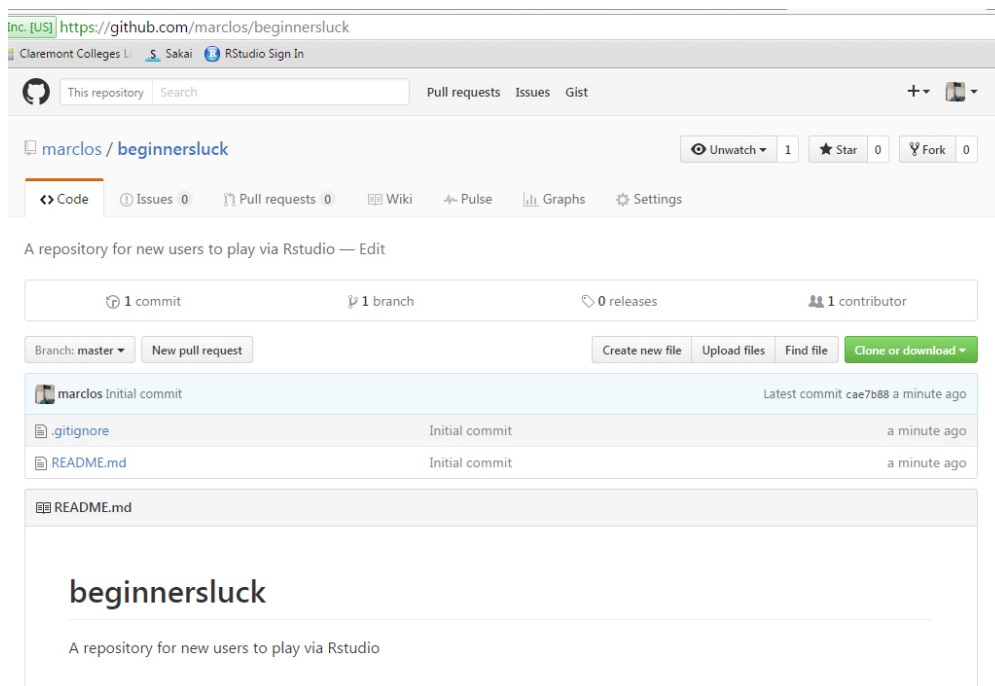 Inc. [US] https://github.com/marclos/beginnersluck
Claremont Colleges Li S Sakai R RStudio Sign In
This repository Search Pull requests Issues Gist
marclos / beginnersluck Unwatch 1 Star 0 Fork 0
Code Issues 0 Pull requests 0 Wiki Pulse Graphs Settings
A repository for new users to play via Rstudio — Edit
1 commit 1 branch 0 releases 1 contributor
Branch: master New pull request Create new file Upload files Find file Clone or download
marclos Initial commit Latest commit cae7b88 a minute ago
.gitignore Initial commit a minute ago
README.md Initial commit a minute ago
README.md
beginnersluck
A repository for new users to play via Rstudio